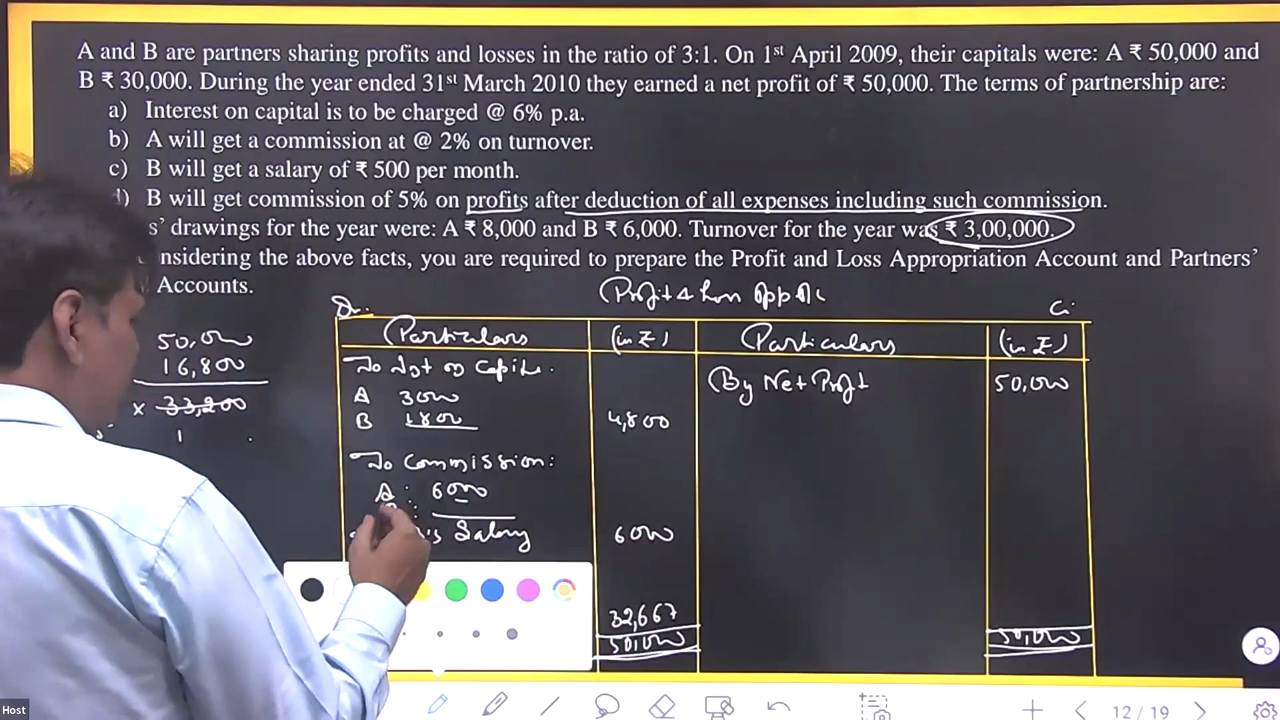 A and B are partners sharing profits and losses in the ratio of 3:1. On 1st April 2009, their capitals were: A ₹ 50,000 and
B ₹ 30,000. During the year ended 31st March 2010 they earned a net profit of ₹ 50,000. The terms of partnership are:
a) Interest on capital is to be charged @ 6% p.a.
b) A will get a commission at @ 2% on turnover.
c) B will get a salary of ₹ 500 per month.
) B will get commission of 5% on profits after deduction of all expenses including such commission.
s’ drawings for the year were: A ₹ 8,000 and B ₹ 6,000. Turnover for the year was ₹ 3,00,000.
nsidering the above facts, you are required to prepare the Profit and Loss Appropriation Account and Partners’
Accounts.
Profit & Loss App A/c
Dr. Cr
Particulars (in ₹) Particulars (in ₹)
50,000
16,800
x 33,200
To Int on Capital.
A 3000
B 1800 4,800
By Net Profit 50,000
To Commission:
A: 6000
's Salary 6000
32,667
50,000 50,000
Host
12 / 19